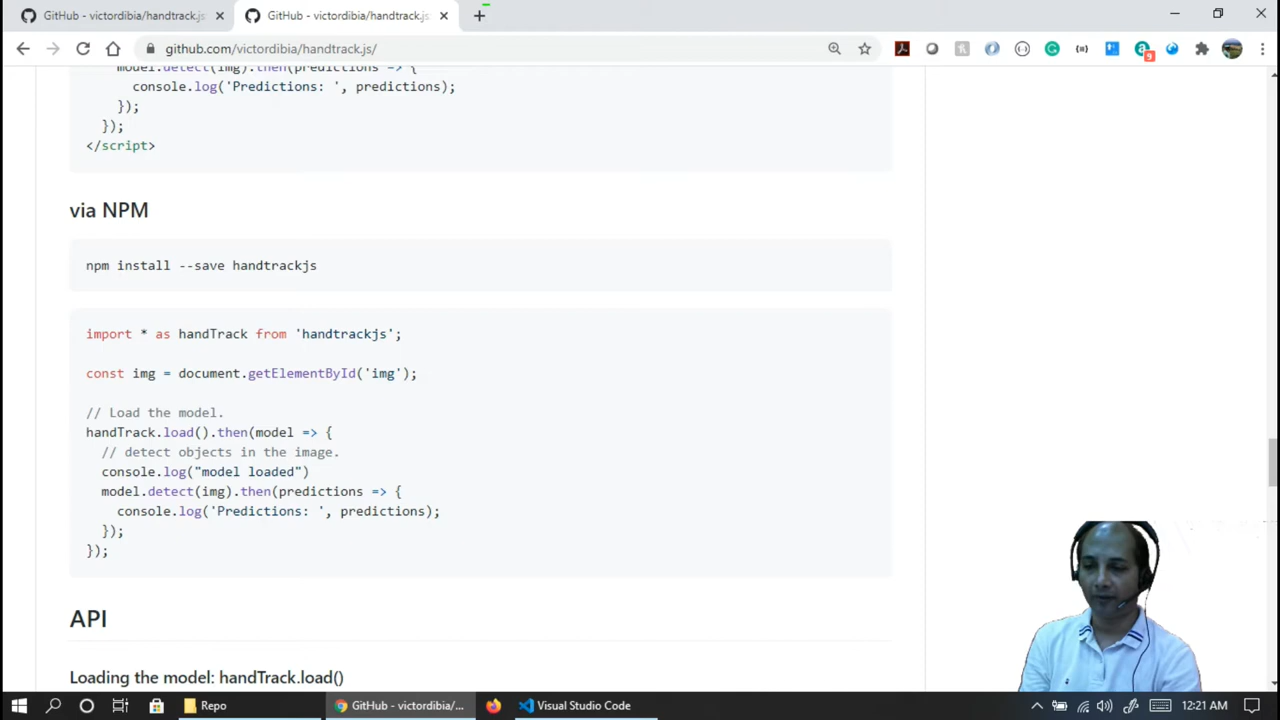 GitHub - victordibia/handtrack.js
GitHub - victordibia/handtrack.js
github.com/victordibia/handtrack.js/
9
model.detect(img).then(predictions => {
console.log('Predictions: ', predictions);
});
});
</script>
via NPM
npm install --save handtrackjs
import * as handTrack from 'handtrackjs';
const img = document.getElementById('img');
// Load the model.
handTrack.load().then(model => {
// detect objects in the image.
console.log("model loaded")
model.detect(img).then(predictions => {
console.log('Predictions: ', predictions);
});
});
API
Loading the model: handTrack.load()
Repo
GitHub - victordibia/...
Visual Studio Code
12:21 AM